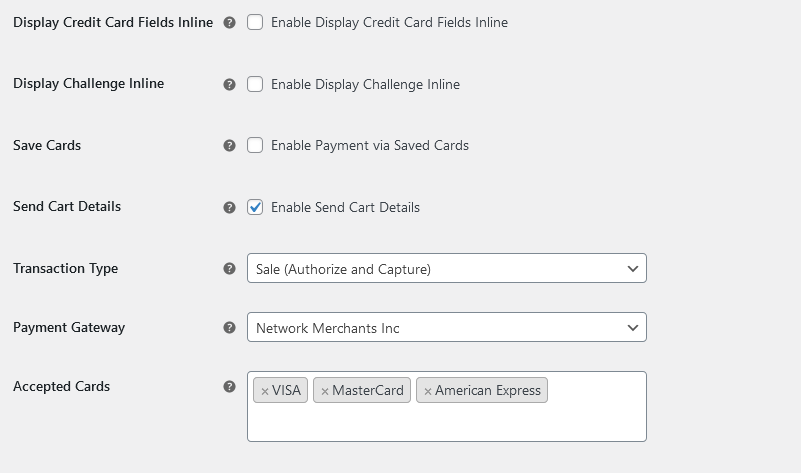 Display Credit Card Fields Inline ? Enable Display Credit Card Fields Inline
Display Challenge Inline ? Enable Display Challenge Inline
Save Cards ? Enable Payment via Saved Cards
Send Cart Details ? Enable Send Cart Details
Transaction Type ? Sale (Authorize and Capture)
Payment Gateway ? Network Merchants Inc
Accepted Cards ? × VISA × MasterCard × American Express